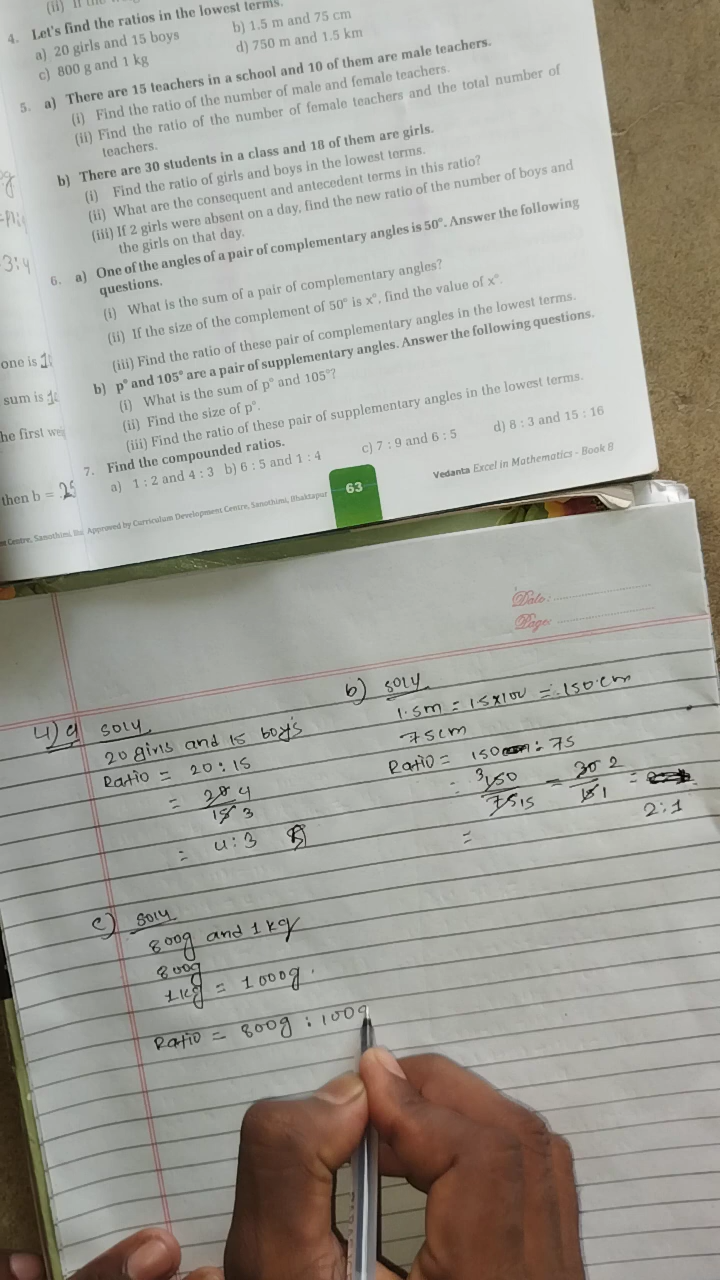 4. Let's find the ratios in the lowest terms.
a) 20 girls and 15 boys b) 1.5 m and 75 cm
c) 800 g and 1 kg d) 750 m and 1.5 km
5. a) There are 15 teachers in a school and 10 of them are male teachers.
(i) Find the ratio of the number of male and female teachers.
(ii) Find the ratio of the number of female teachers and the total number of
teachers.
b) There are 30 students in a class and 18 of them are girls.
(i) Find the ratio of girls and boys in the lowest terms.
(ii) What are the consequent and antecedent terms in this ratio?
(iii) If 2 girls were absent on a day, find the new ratio of the number of boys and
the girls on that day.
6. a) One of the angles of a pair of complementary angles is 50°. Answer the following
questions.
(i) What is the sum of a pair of complementary angles?
(ii) If the size of the complement of 50° is x°, find the value of x°.
(iii) Find the ratio of these pair of complementary angles in the lowest terms.
b) p° and 105° are a pair of supplementary angles. Answer the following questions.
(i) What is the sum of p° and 105°?
(ii) Find the size of p°.
(iii) Find the ratio of these pair of supplementary angles in the lowest terms.
7. Find the compounded ratios.
a) 1 : 2 and 4 : 3 b) 6 : 5 and 1 : 4 c) 7 : 9 and 6 : 5 d) 8 : 3 and 15 : 16
Approved by Curriculum Development Centre, Sanothimi, Bhaktapur 63 Vedanta Excel in Mathematics - Book 8
3:4
one is
sum is
he first
then b = 25
st Centre, Sanothimi,
Date:
Page:
4) a) Soln
20 girls and 15 boy's
Ratio = 20:15
= 20 4
15 3
= 4:3
b) Soln
1.5m = 15x100 = 150cm
75cm
Ratio = 150 : 75
= 3 150 = 30 2 =
75 15 15 1
2:1
=
c) Soln
800g and 1kg
800g
1kg = 1000g.
Ratio = 800g : 100